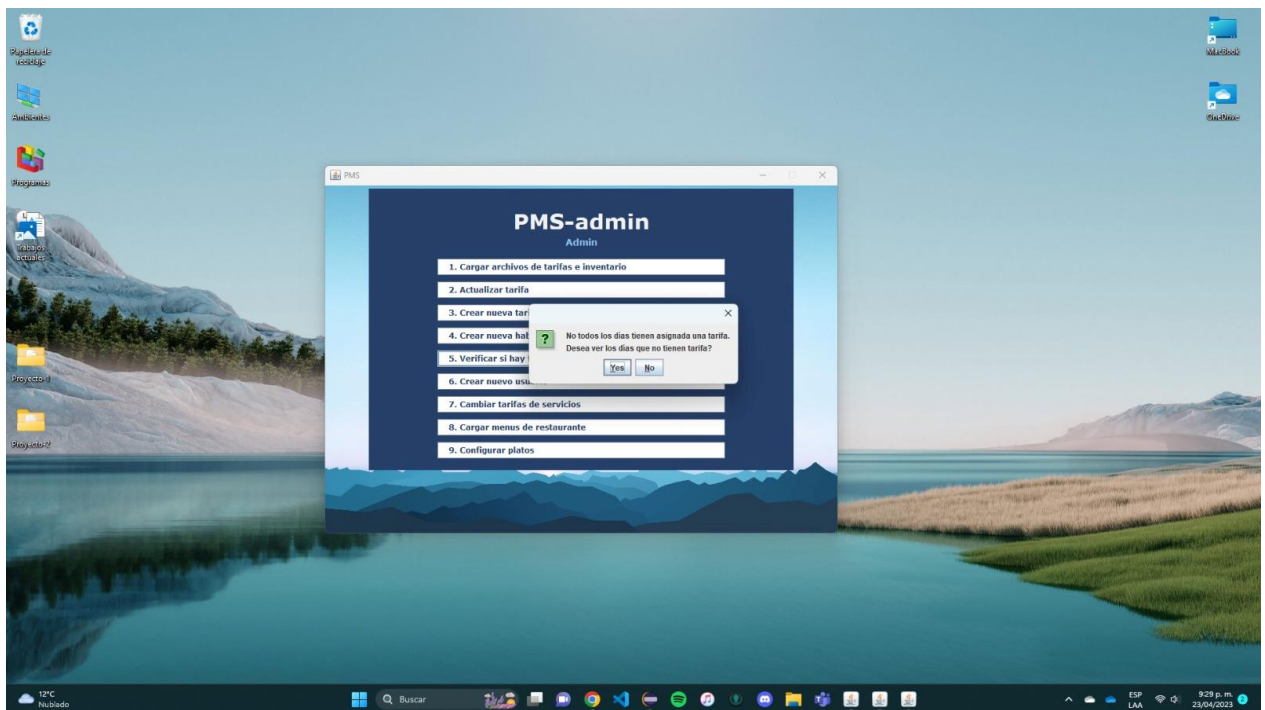 Papelera de
reciclaje
Ambientes
Programas
Trabajos
actuales
Proyecto-1
Proyecto-2
MacBook
OneDrive
PMS
PMS-admin
Admin
1. Cargar archivos de tarifas e inventario
2. Actualizar tarifa
3. Crear nueva tar
4. Crear nueva hab
5. Verificar si hay
6. Crear nuevo usu
7. Cambiar tarifas de servicios
8. Cargar menus de restaurante
9. Configurar platos
No todos los dias tienen asignada una tarifa.
Desea ver los dias que no tienen tarifa?
Yes No
12°C
Nublado
Buscar
ESP
LAA
9:29 p. m.
23/04/2023
2